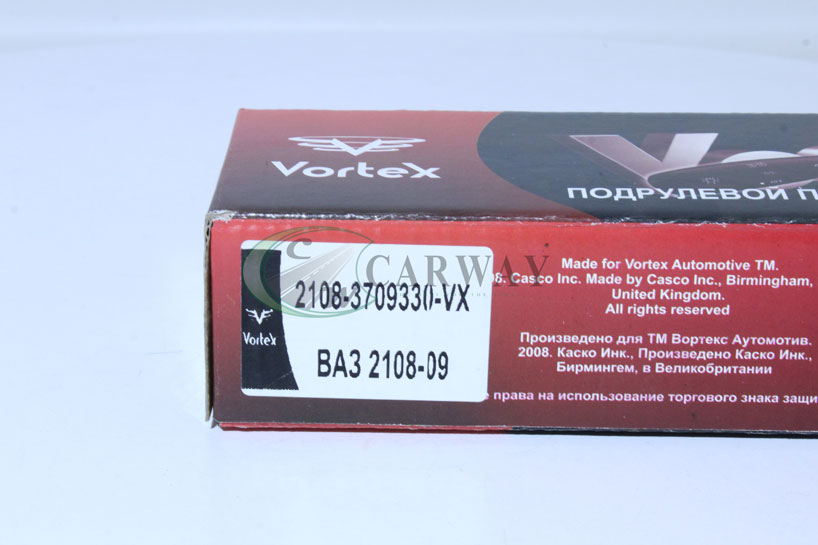 Vortex
ПОДРУЛЕВОЙ П
CARWAY
2108-3709330-VX
Vortex
ВАЗ 2108-09
Made for Vortex Automotive TM.
08. Casco Inc. Made by Casco Inc., Birmingham,
United Kingdom.
All rights reserved
Произведено для ТМ Вортекс Аутомотив.
2008. Каско Инк., Произведено Каско Инк.,
Бирмингем, в Великобритании
е права на использование торгового знака защи